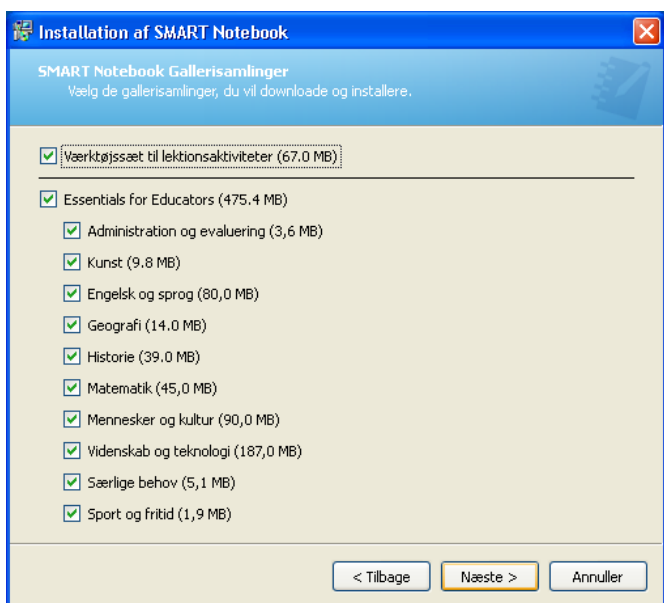 Installation af SMART Notebook
SMART Notebook Gallerisamlinger
Vælg de gallerisamlinger, du vil downloade og installere.
Værktøjssæt til lektionsaktiviteter (67.0 MB)
Essentials for Educators (475.4 MB)
Administration og evaluering (3,6 MB)
Kunst (9.8 MB)
Engelsk og sprog (80,0 MB)
Geografi (14.0 MB)
Historie (39.0 MB)
Matematik (45,0 MB)
Mennesker og kultur (90,0 MB)
Videnskab og teknologi (187,0 MB)
Særlige behov (5,1 MB)
Sport og fritid (1,9 MB)
< Tilbage Næste > Annuller